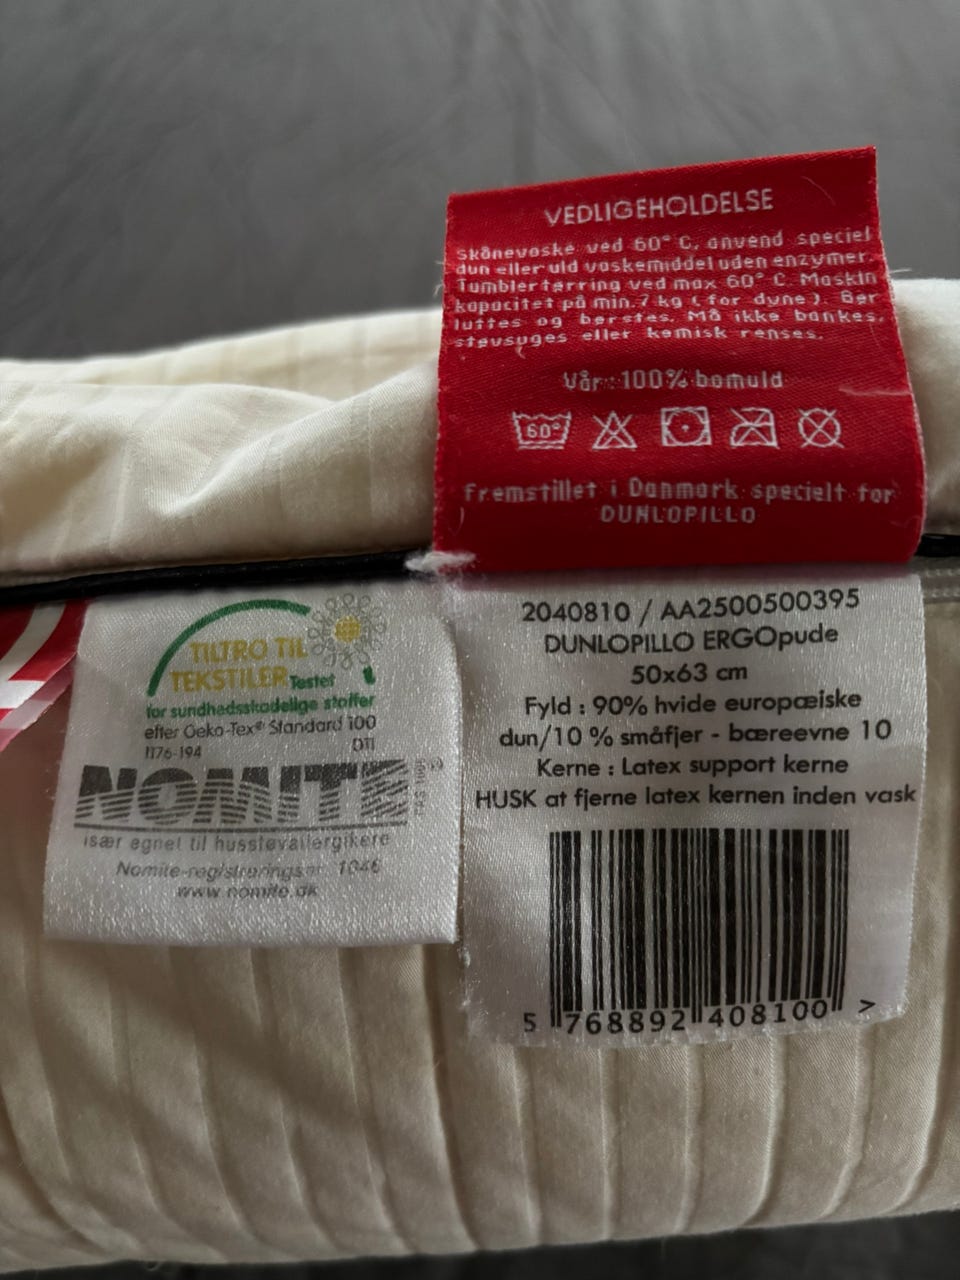 VEDLIGEHOLDELSE
Skånevaske ved 60° C, anvend speciel
dun eller uld vaskemiddel uden enzymer.
Tumblertørring ved max 60° C Maskin
kapacitet på min. 7 kg (for dyne). Bør
luftes og børstes. Må ikke bankes,
støvsuges eller kemisk renses.
Vår: 100% bomuld
60°
Fremstillet i Danmark specielt for
DUNLOPILLO
TILTRO TIL
TEKSTILER Testet
for sundhedsskadelige stoffer
efter Oeko-Tex® Standard 100
1176-194 DTI
NOMITE
især egnet til husstøvallergikere
Nomite-registreringsnr. 1046
www.nomite.dk
2040810 / AA2500500395
DUNLOPILLO ERGOpude
50x63 cm
Fyld : 90% hvide europæiske
dun/10 % småfjer - bæreevne 10
Kerne : Latex support kerne
HUSK at fjerne latex kernen inden vask
5 768892 408100 >